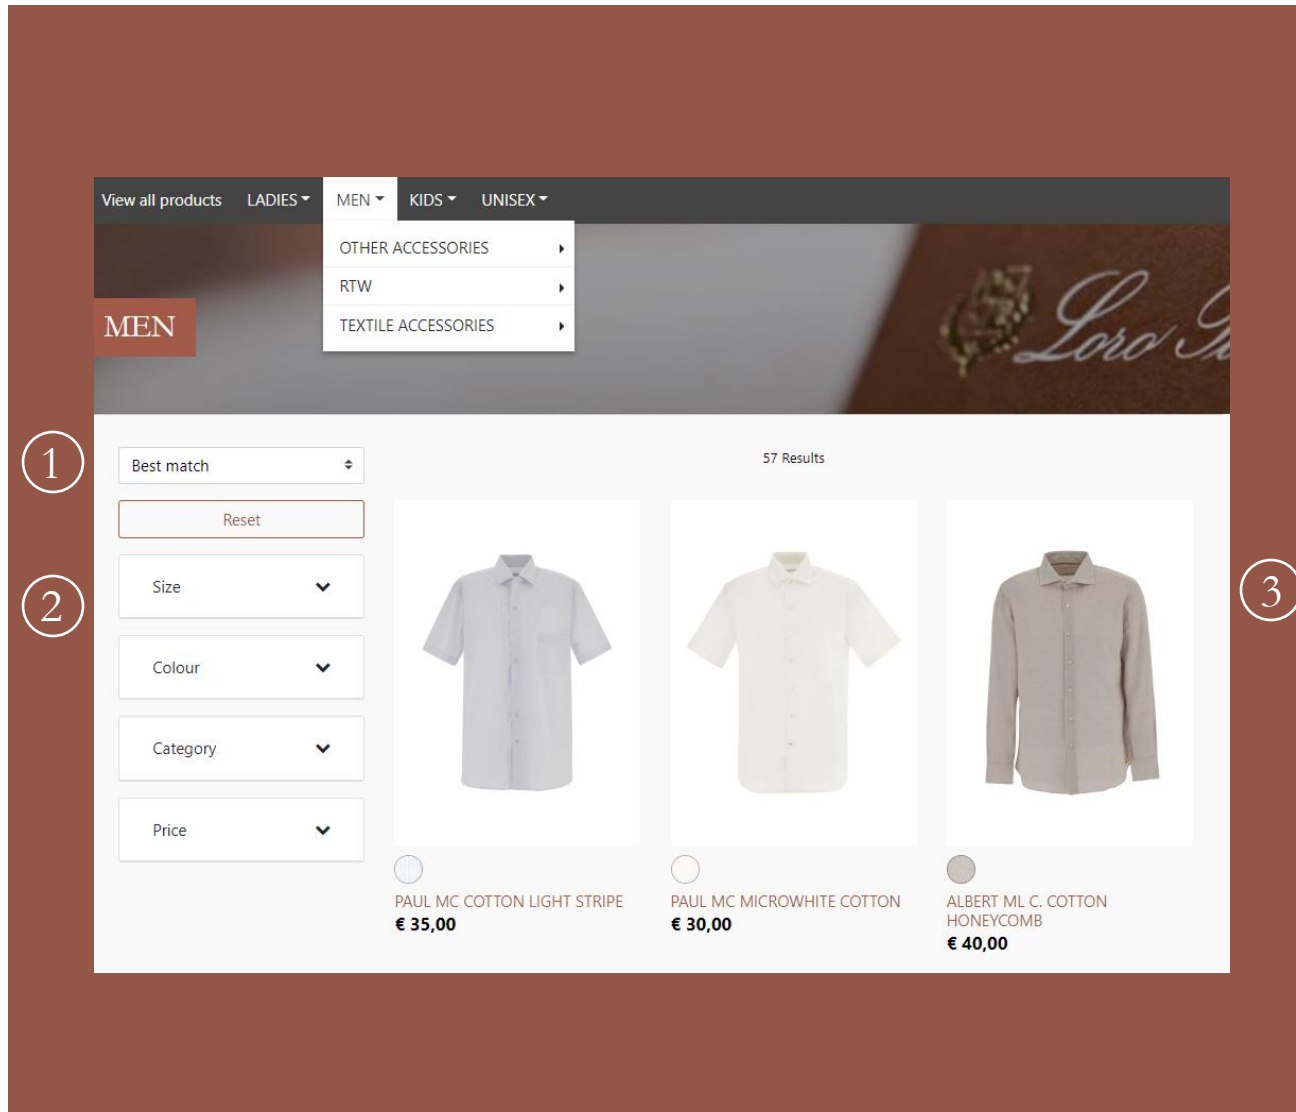 View all products LADIES MEN KIDS UNISEX
OTHER ACCESSORIES
RTW
TEXTILE ACCESSORIES
MEN
Loro
1
Best match
57 Results
Reset
2
Size
3
Colour
Category
Price
PAUL MC COTTON LIGHT STRIPE
€ 35,00
PAUL MC MICROWHITE COTTON
€ 30,00
ALBERT ML C. COTTON
HONEYCOMB
€ 40,00